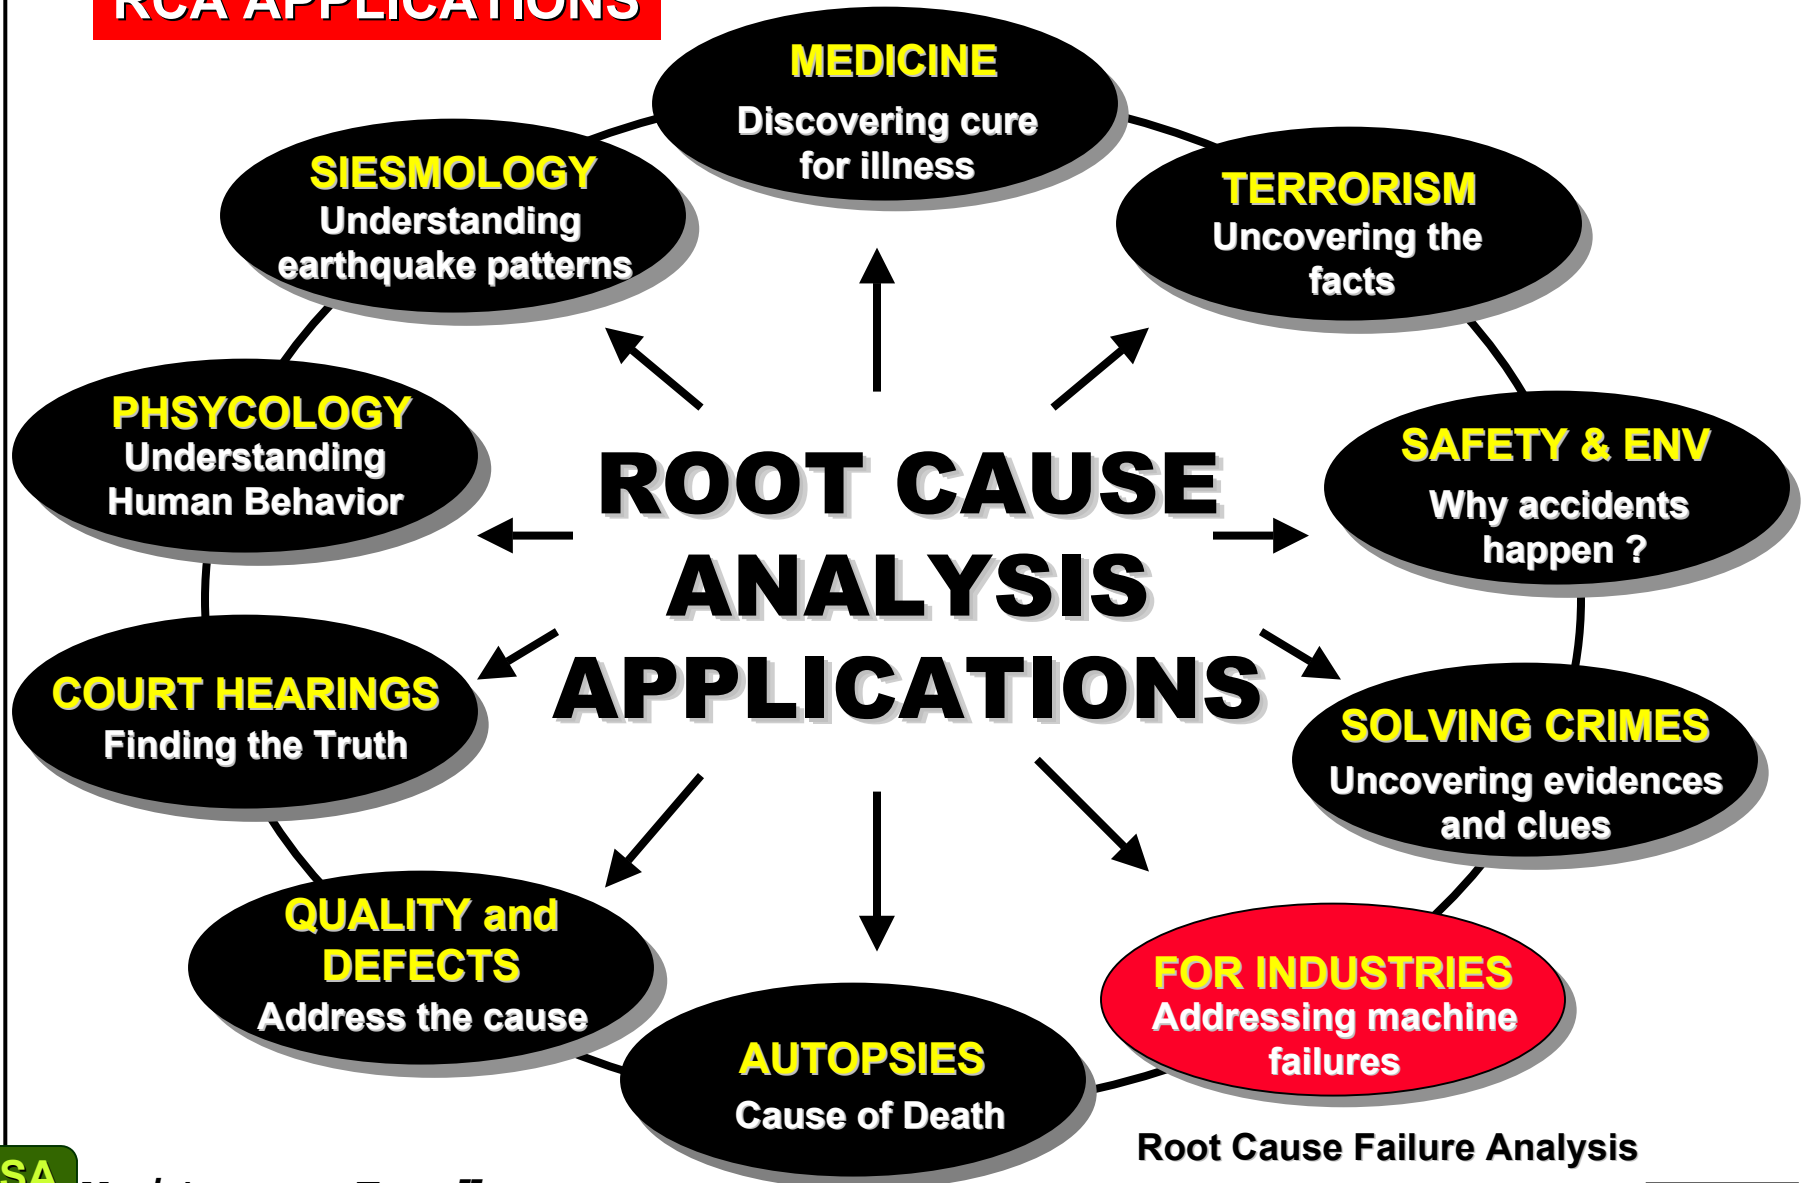 RCA APPLICATIONS
MEDICINE
Discovering cure
for illness
SIESMOLOGY
Understanding
earthquake patterns
TERRORISM
Uncovering the
facts
PHSYCOLOGY
Understanding
Human Behavior
SAFETY & ENV
Why accidents
happen ?
ROOT CAUSE
ANALYSIS
APPLICATIONS
COURT HEARINGS
Finding the Truth
SOLVING CRIMES
Uncovering evidences
and clues
QUALITY and
DEFECTS
Address the cause
FOR INDUSTRIES
Addressing machine
failures
AUTOPSIES
Cause of Death
Root Cause Failure Analysis
SA